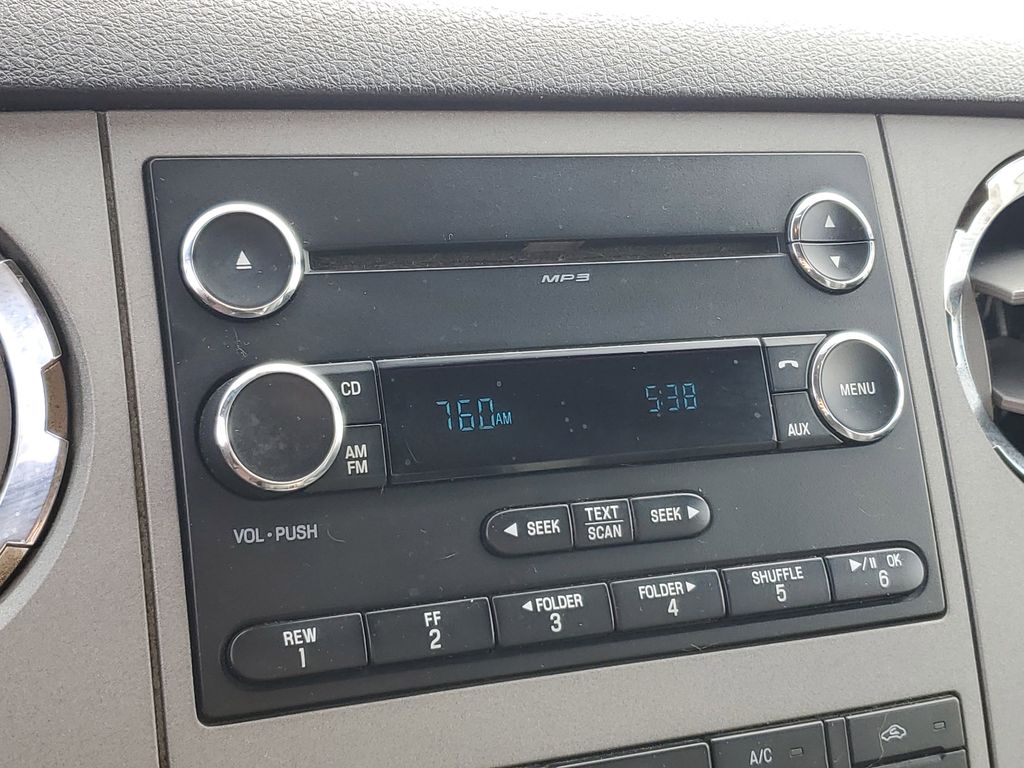 MP3
CD
AM
FM
760AM
5:38
MENU
AUX
VOL • PUSH
◄ SEEK
TEXT
SCAN
SEEK ►
REW
1
FF
2
◄ FOLDER
3
FOLDER ►
4
SHUFFLE
5
►/II OK
6
A/C